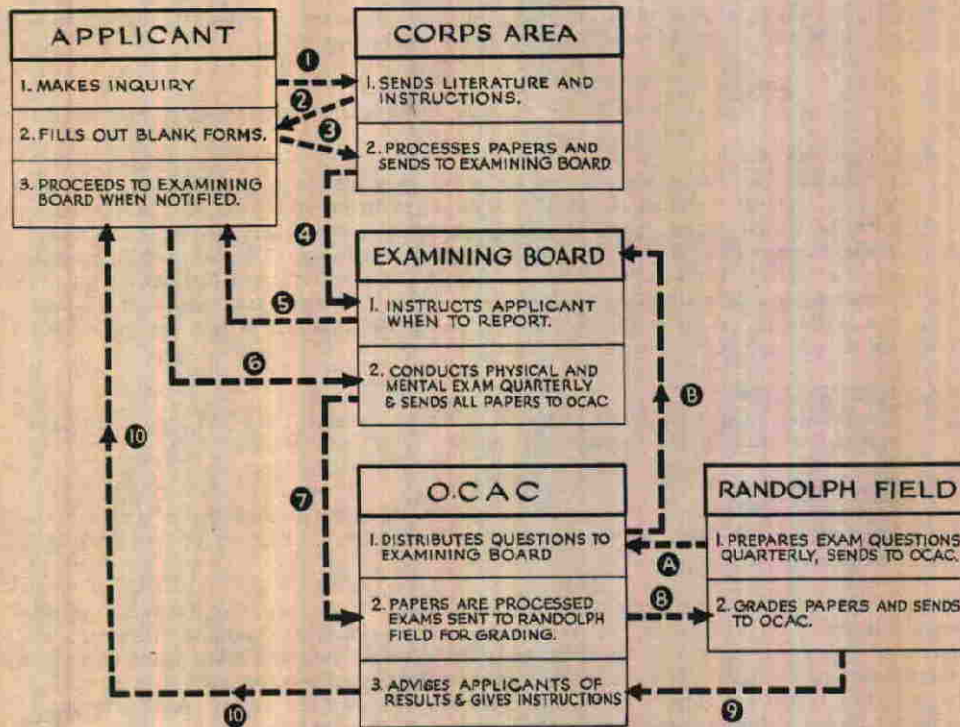 APPLICANT
1. MAKES INQUIRY
2. FILLS OUT BLANK FORMS.
3. PROCEEDS TO EXAMINING
BOARD WHEN NOTIFIED.
1
2
3
CORPS AREA
1. SENDS LITERATURE AND
INSTRUCTIONS.
2. PROCESSES PAPERS AND
SENDS TO EXAMINING BOARD.
4
5
6
EXAMINING BOARD
1. INSTRUCTS APPLICANT
WHEN TO REPORT.
2. CONDUCTS PHYSICAL AND
MENTAL EXAM QUARTERLY
& SENDS ALL PAPERS TO OCAC
B
10
7
O.C.A.C
1. DISTRIBUTES QUESTIONS TO
EXAMINING BOARD
2. PAPERS ARE PROCESSED
EXAMS SENT TO RANDOLPH
FIELD FOR GRADING.
3. ADVISES APPLICANTS OF
RESULTS & GIVES INSTRUCTIONS
A
8
RANDOLPH FIELD
1. PREPARES EXAM QUESTIONS
QUARTERLY, SENDS TO OCAC.
2. GRADES PAPERS AND SENDS
TO OCAC.
10
9